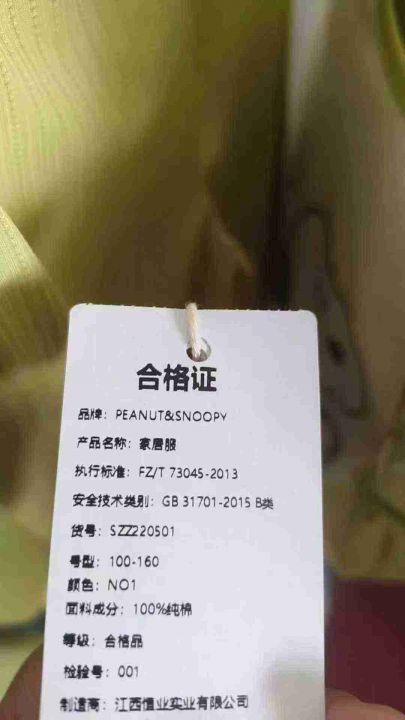 合格证
品牌：PEANUT&SNOOPY
产品名称：家居服
执行标准：FZ/T 73045-2013
安全技术类别：GB 31701-2015 B类
货号：SZZ220501
号型：100-160
颜色：NO1
面料成分：100%纯棉
等级：合格品
检验号：001
制造商：江西恒业实业有限公司